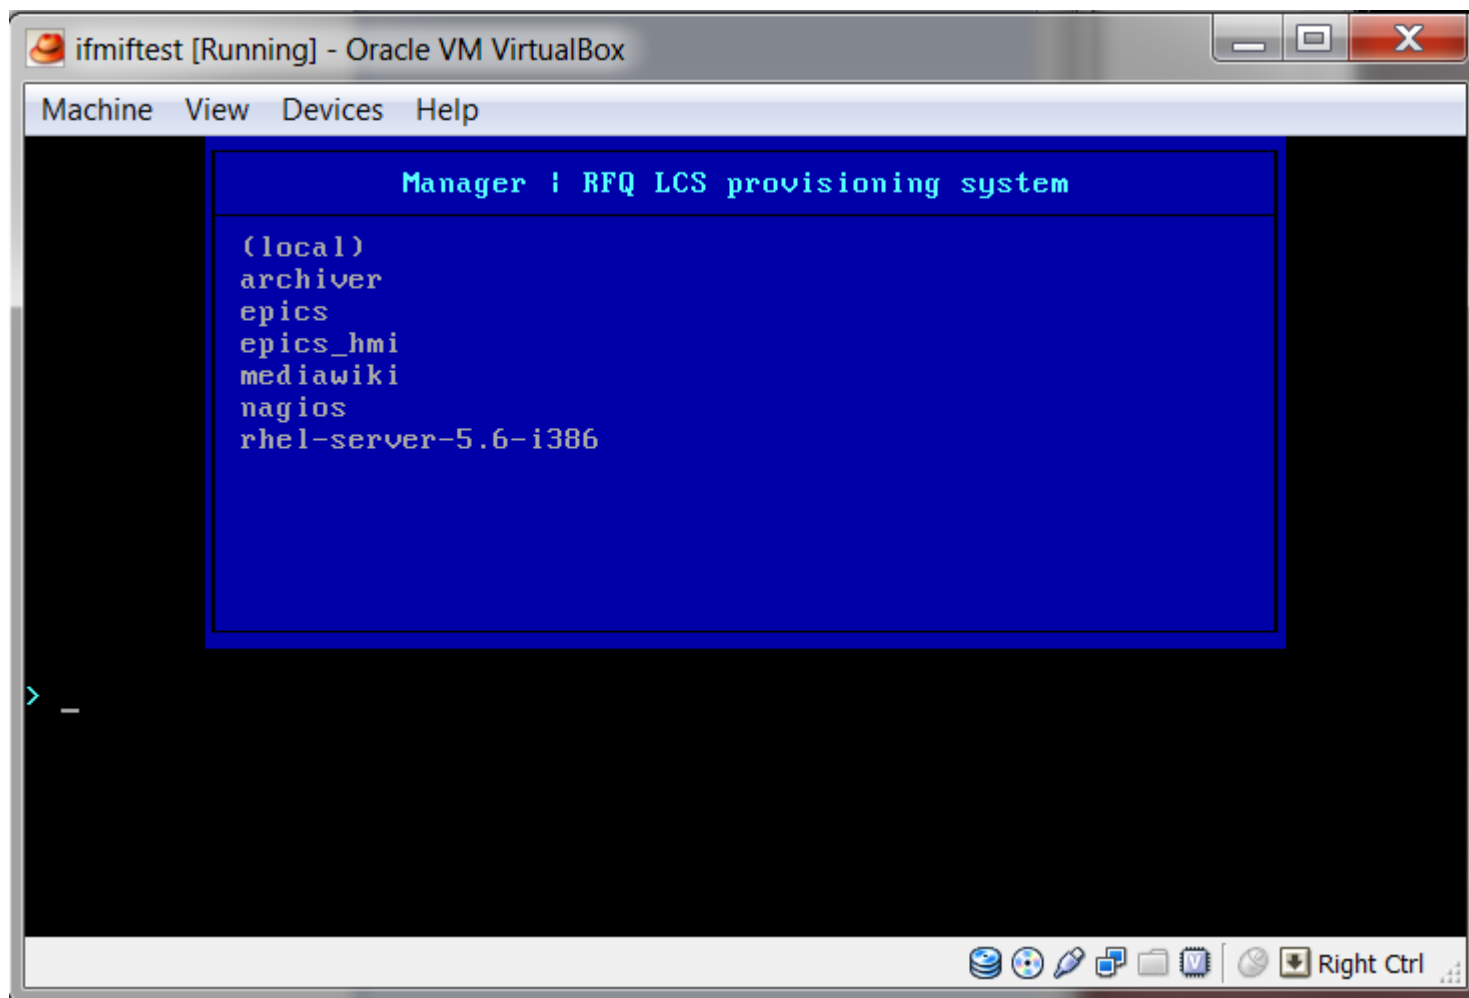 ifmiftest [Running] - Oracle VM VirtualBox
Machine View Devices Help
Manager ¦ RFQ LCS provisioning system
(local)
archiver
epics
epics_hmi
mediawiki
nagios
rhel-server-5.6-i386
> _
Right Ctrl